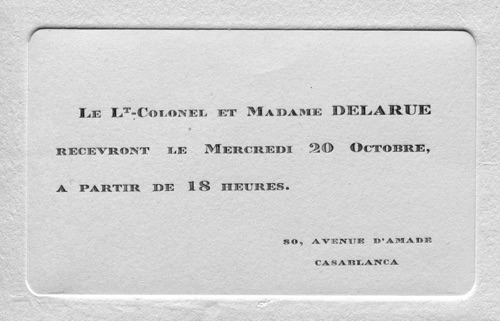 Le Lt-Colonel et Madame DELARUE
recevront le Mercredi 20 Octobre,
a partir de 18 heures.
80, Avenue d'Amade
Casablanca